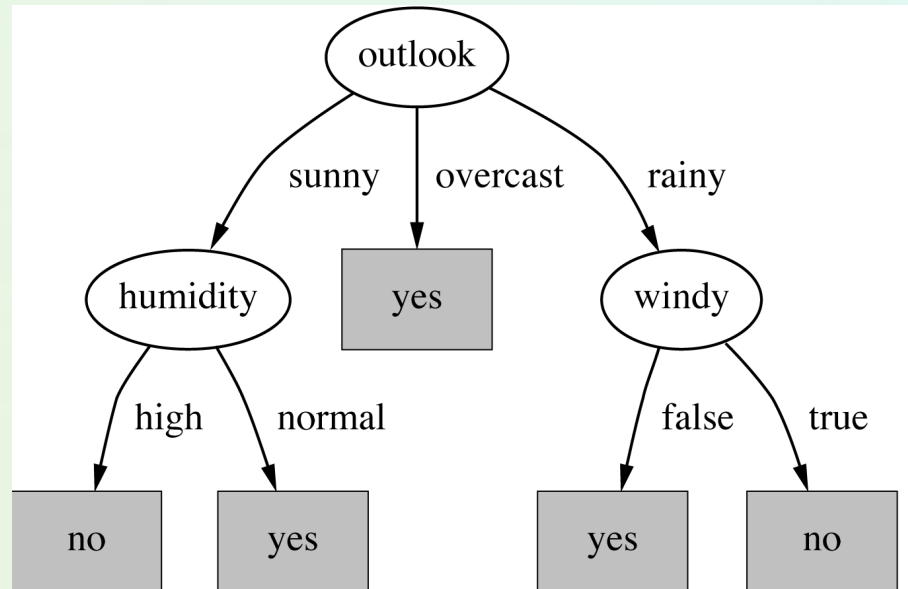 outlook
sunny overcast rainy
humidity yes windy
high normal false true
no yes yes no